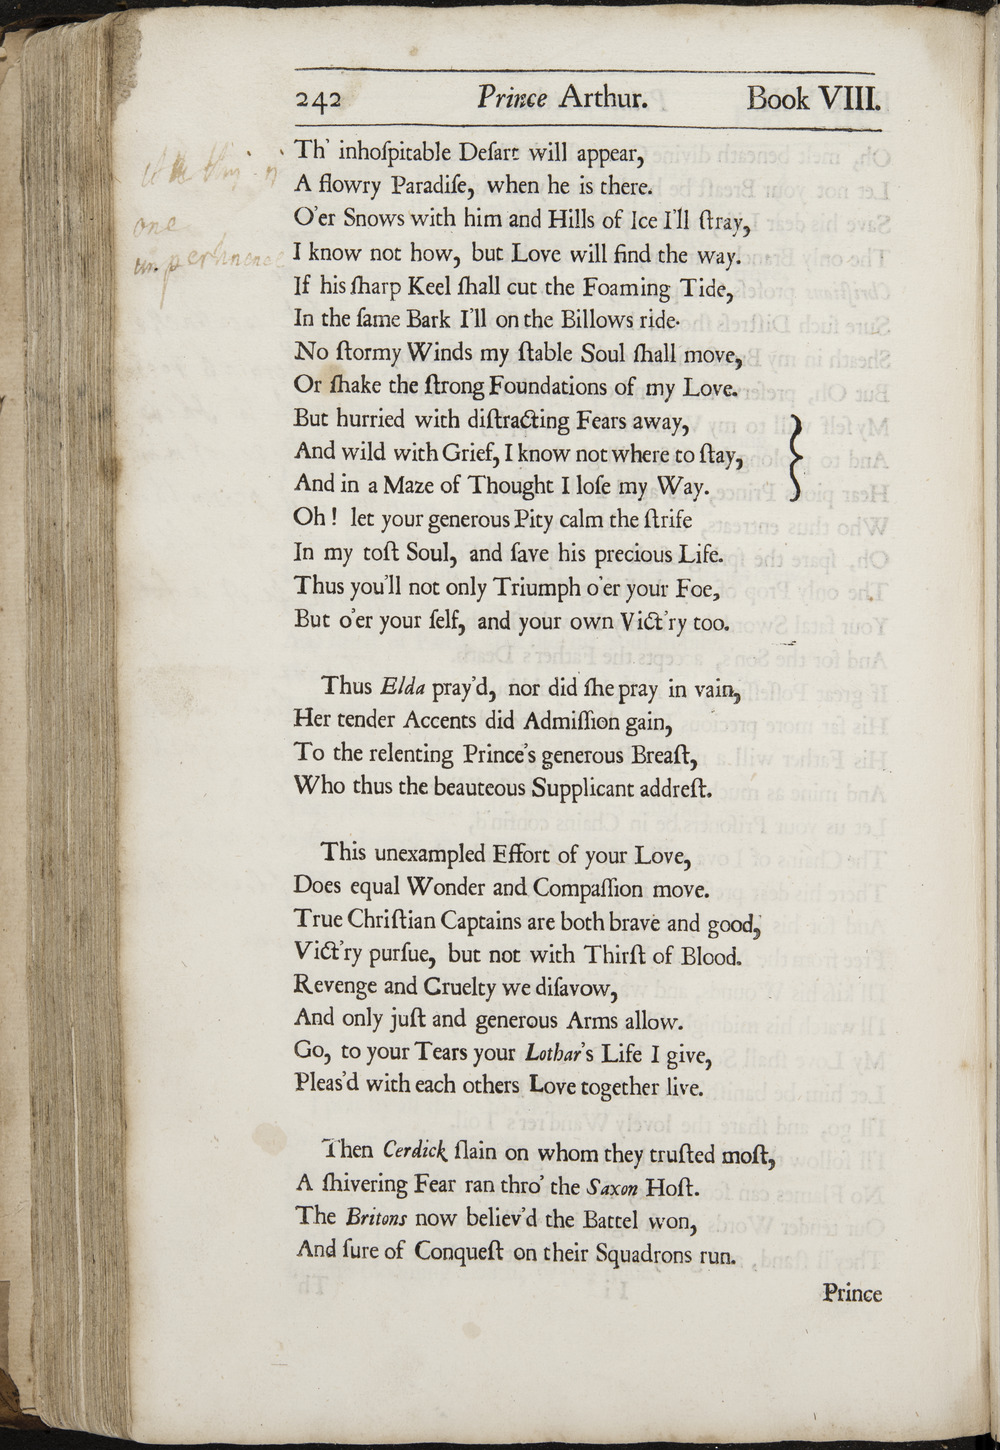 242 Prince Arthur. Book VIII.
Th' inhoſpitable Deſart will appear,
A flowry Paradiſe, when he is there.
O'er Snows with him and Hills of Ice I'll ſtray,
I know not how, but Love will find the way.
If his ſharp Keel ſhall cut the Foaming Tide,
In the ſame Bark I'll on the Billows ride.
No ſtormy Winds my ſtable Soul ſhall move,
Or ſhake the ſtrong Foundations of my Love.
But hurried with diſtracting Fears away,
And wild with Grief, I know not where to ſtay,
And in a Maze of Thought I loſe my Way.
Oh! let your generous Pity calm the ſtrife
In my toſt Soul, and ſave his precious Life.
Thus you'll not only Triumph o'er your Foe,
But o'er your ſelf, and your own Vict'ry too.
Thus Elda pray'd, nor did ſhe pray in vain,
Her tender Accents did Admiſſion gain,
To the relenting Prince's generous Breaſt,
Who thus the beauteous Supplicant addreſt.
This unexampled Effort of your Love,
Does equal Wonder and Compaſſion move.
True Chriſtian Captains are both brave and good,
Vict'ry purſue, but not with Thirſt of Blood.
Revenge and Cruelty we diſavow,
And only juſt and generous Arms allow.
Go, to your Tears your Lothar's Life I give,
Pleas'd with each others Love together live.
Then Cerdick ſlain on whom they truſted moſt,
A ſhivering Fear ran thro' the Saxon Hoſt.
The Britons now believ'd the Battel won,
And ſure of Conqueſt on their Squadrons run.
Prince
one